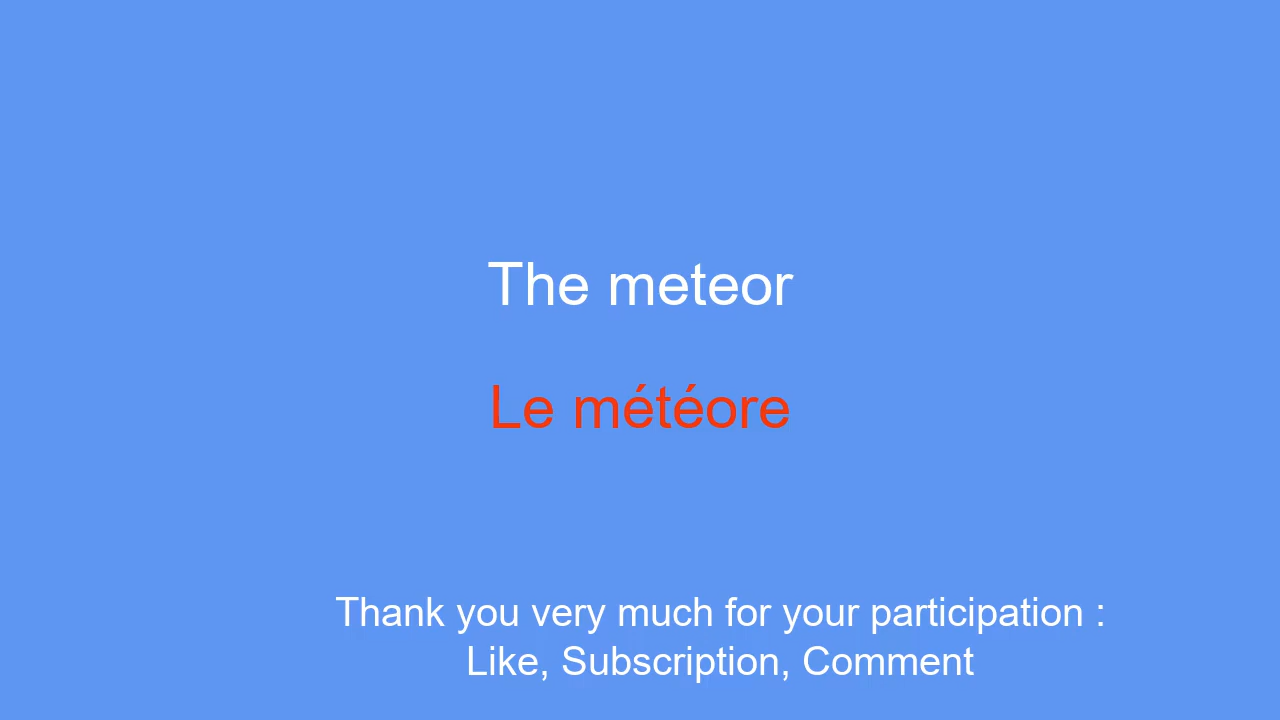 The meteor
Le météore
Thank you very much for your participation :
Like, Subscription, Comment